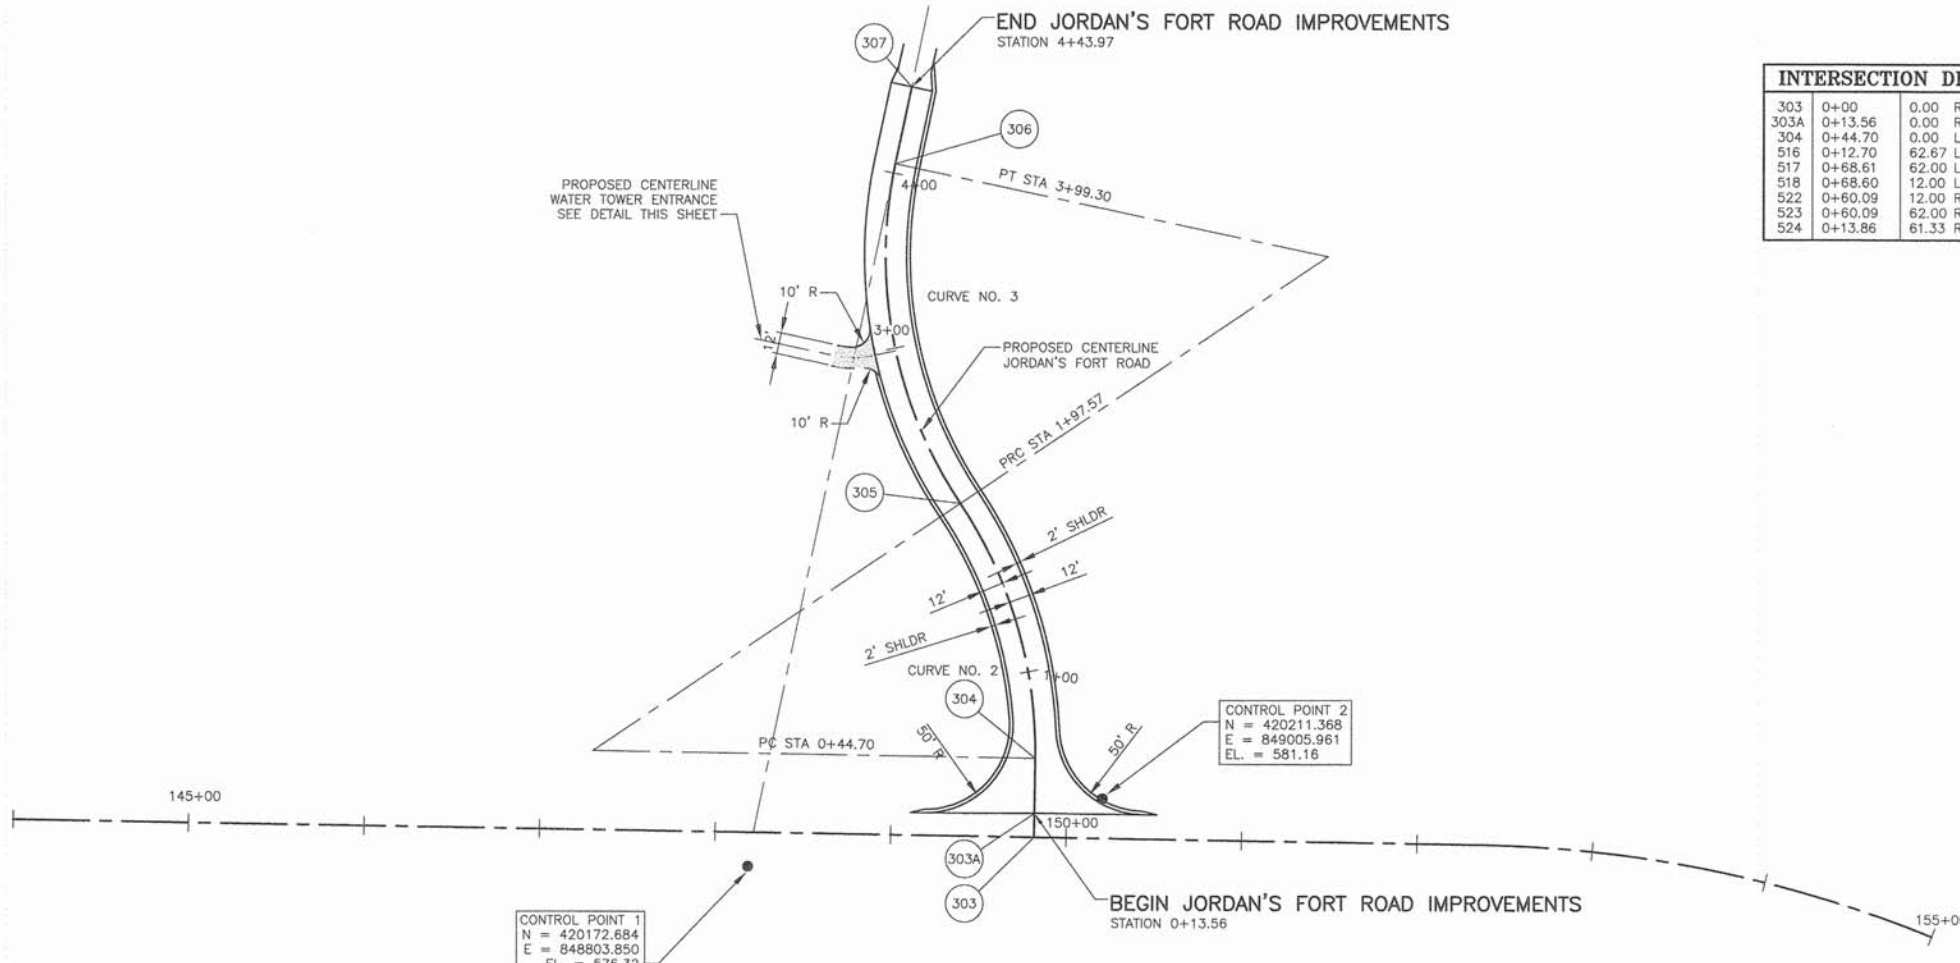 307
END JORDAN'S FORT ROAD IMPROVEMENTS
STATION 4+43.97
306
PT STA 3+99.30
4+00
PROPOSED CENTERLINE
WATER TOWER ENTRANCE
SEE DETAIL THIS SHEET
10' R
12'
CURVE NO. 3
3+00
PROPOSED CENTERLINE
JORDAN'S FORT ROAD
10' R
PRC STA 1+97.57
305
2' SHLDR
12'
12'
2' SHLDR
CURVE NO. 2
1+00
304
PC STA 0+44.70
50' R
50' R
CONTROL POINT 2
N = 420211.368
E = 849005.961
EL. = 581.16
145+00
150+00
303A
303
BEGIN JORDAN'S FORT ROAD IMPROVEMENTS
STATION 0+13.56
CONTROL POINT 1
N = 420172.684
E = 848803.850
INTERSECTION
303 0+00 0.00
303A 0+13.56 0.00
304 0+44.70 0.00 L
516 0+12.70 62.67 L
517 0+68.61 62.00 L
518 0+68.60 12.00 L
522 0+60.09 12.00 R
523 0+60.09 62.00 R
524 0+13.86 61.33 R